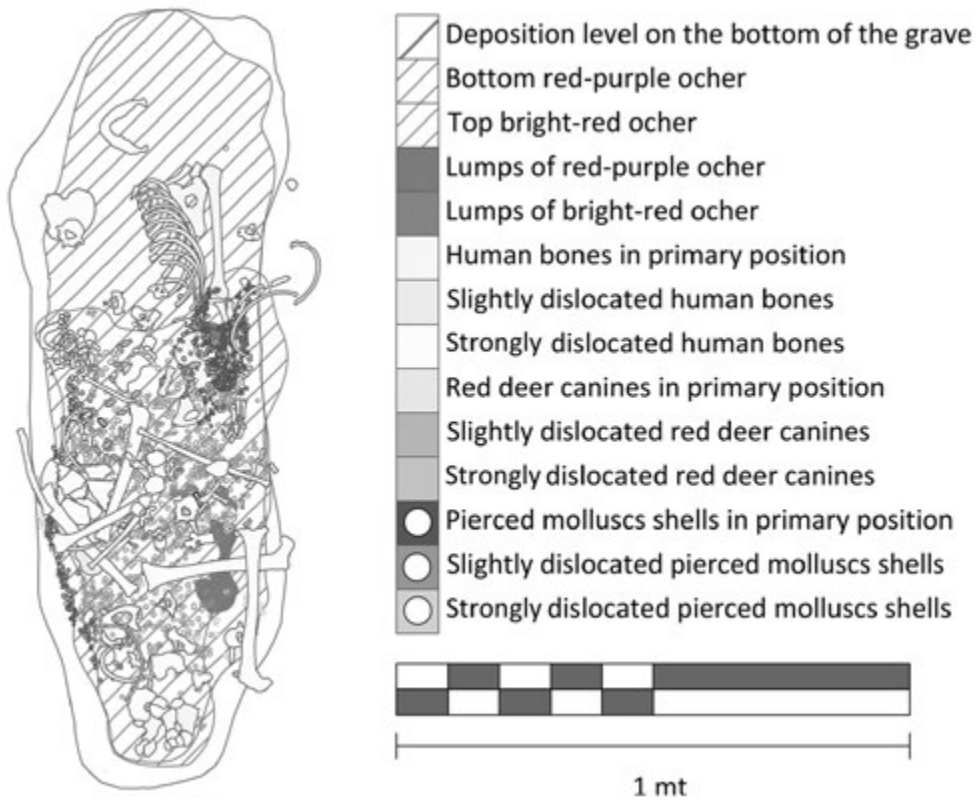 Deposition level on the bottom of the grave
Bottom red-purple ocher
Top bright-red ocher
Lumps of red-purple ocher
Lumps of bright-red ocher
Human bones in primary position
Slightly dislocated human bones
Strongly dislocated human bones
Red deer canines in primary position
Slightly dislocated red deer canines
Strongly dislocated red deer canines
Pierced molluscs shells in primary position
Slightly dislocated pierced molluscs shells
Strongly dislocated pierced molluscs shells
1 mt